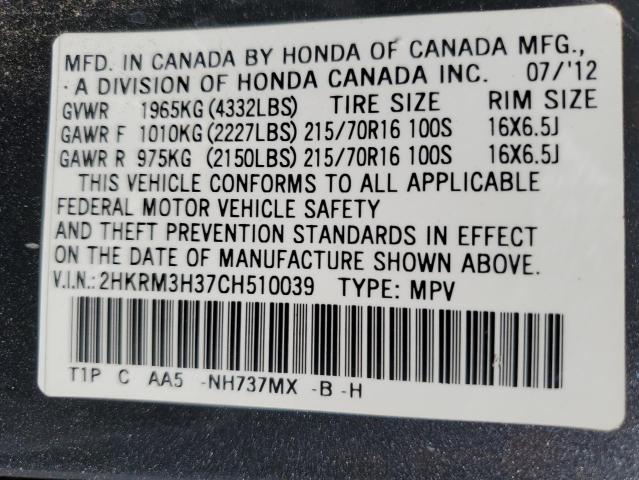 MFD. IN CANADA BY HONDA OF CANADA MFG.,
A DIVISION OF HONDA CANADA INC. 07/'12
GVWR 1965KG (4332LBS) TIRE SIZE RIM SIZE
GAWR F 1010KG (2227LBS) 215/70R16 100S 16X6.5J
GAWR R 975KG (2150LBS) 215/70R16 100S 16X6.5J
THIS VEHICLE CONFORMS TO ALL APPLICABLE
FEDERAL MOTOR VEHICLE SAFETY
AND THEFT PREVENTION STANDARDS IN EFFECT
ON THE DATE OF MANUFACTURE SHOWN ABOVE.
V.I.N.: 2HKRM3H37CH510039 TYPE: MPV
T1P C AA5 -NH737MX -B -H